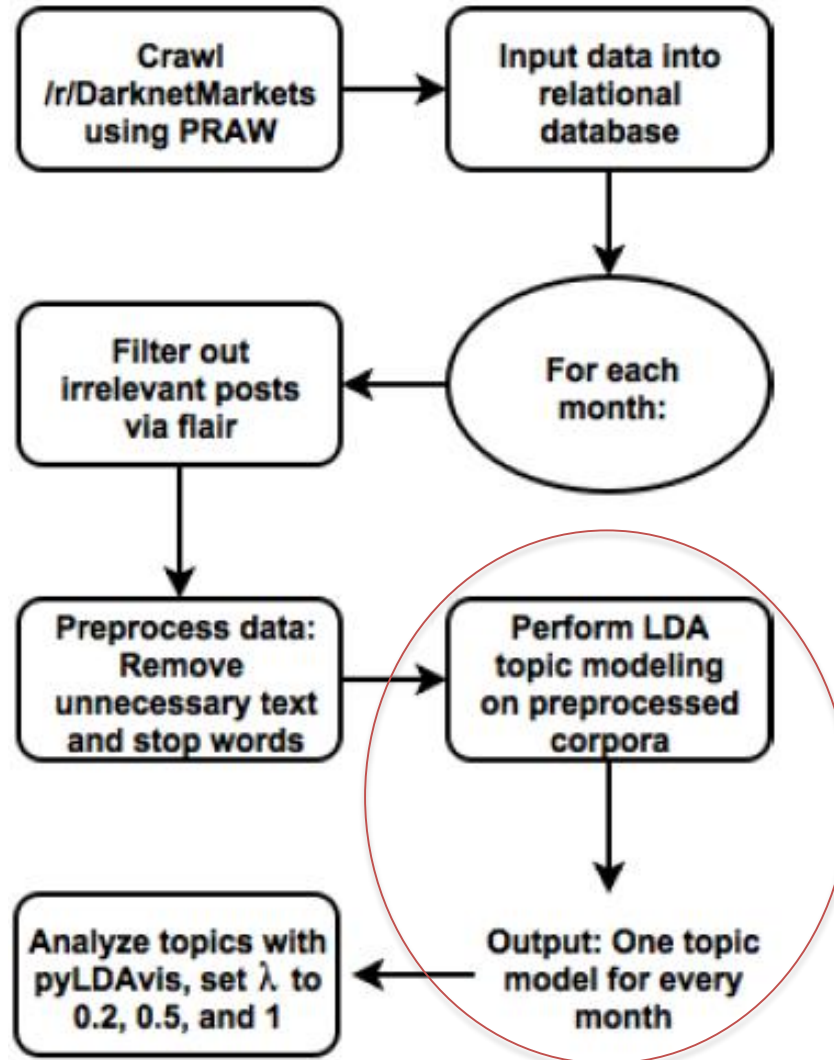 Crawl
/r/DarknetMarkets
using PRAW
Input data into
relational
database
For each
month:
Filter out
irrelevant posts
via flair
Preprocess data:
Remove
unnecessary text
and stop words
Perform LDA
topic modeling
on preprocessed
corpora
Output: One topic
model for every
month
Analyze topics with
pyLDAvis, set λ to
0.2, 0.5, and 1